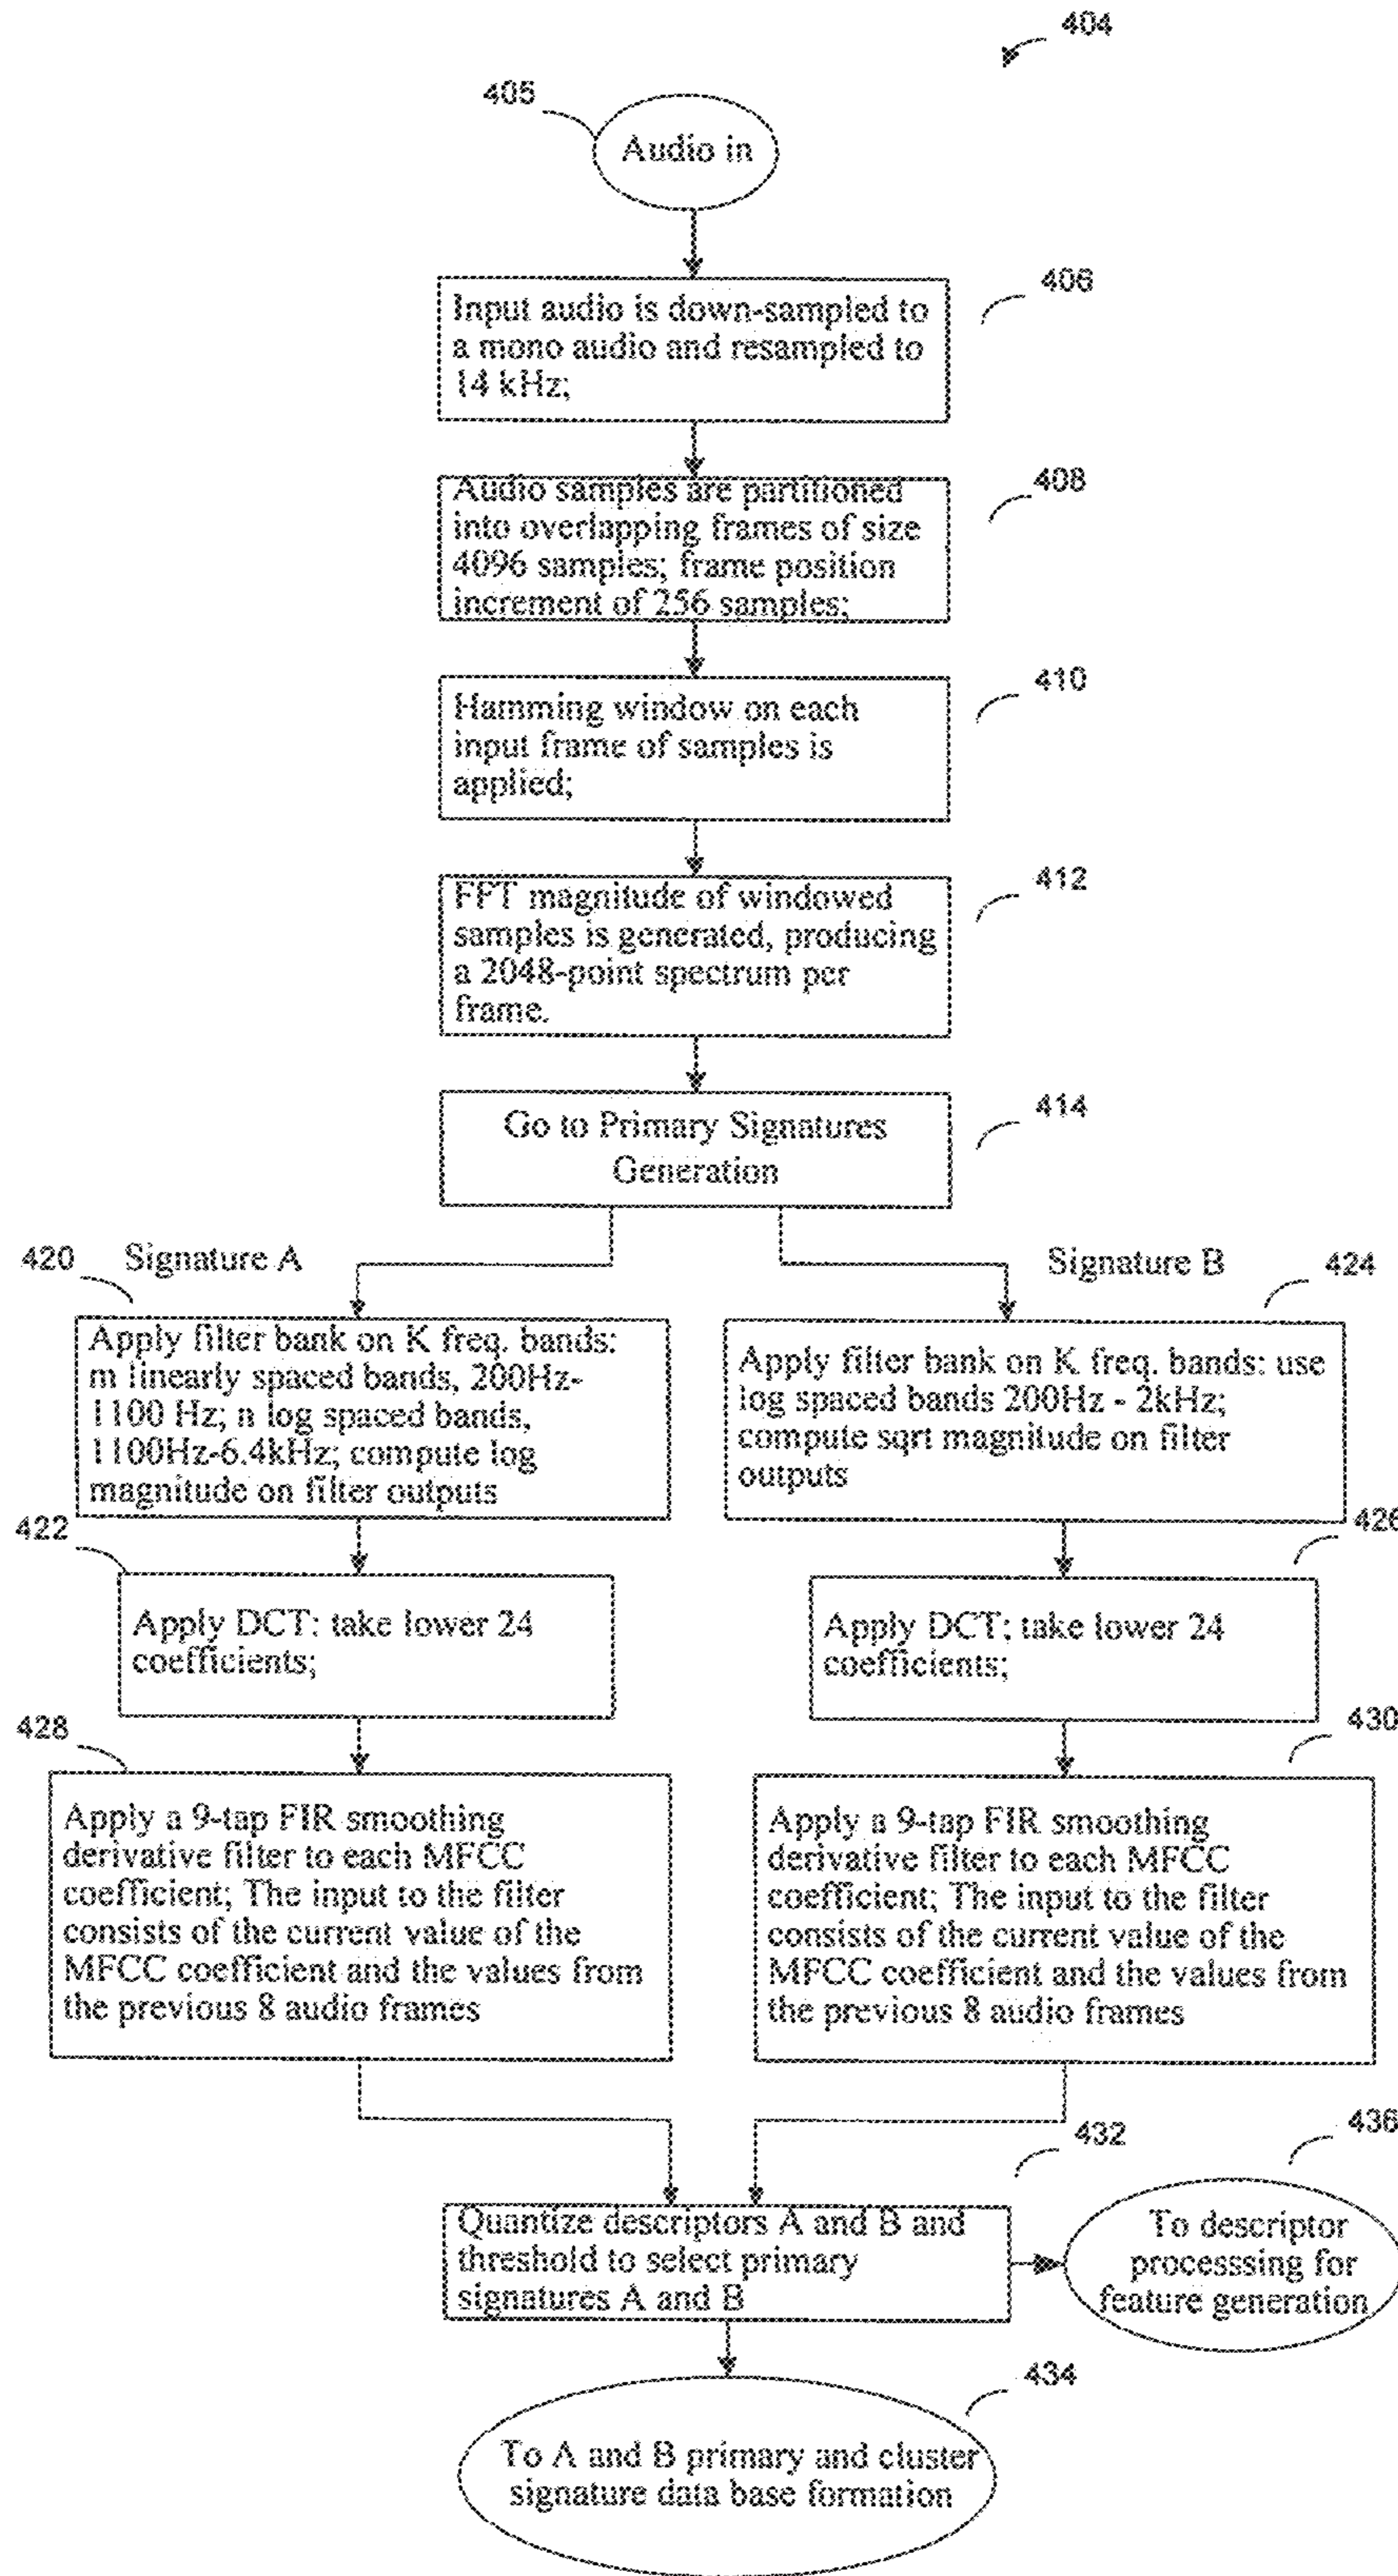 404
405
Audio in
406
Input audio is down-sampled to
a mono audio and resampled to
14 kHz;
408
Audio samples are partitioned
into overlapping frames of size
4096 samples; frame position
increment of 256 samples;
410
Hamming window on each
input frame of samples is
applied;
412
FFT magnitude of windowed
samples is generated, producing
a 2048-point spectrum per
frame.
414
Go to Primary Signatures
Generation
420
Signature A
Signature B
424
Apply filter bank on K freq. bands:
m linearly spaced bands, 200Hz-
1100 Hz; n log spaced bands,
1100Hz-6.4kHz; compute log
magnitude on filter outputs
Apply filter bank on K freq. bands: use
log spaced bands 200Hz - 2kHz;
compute sqrt magnitude on filter
outputs
422
426
Apply DCT: take lower 24
coefficients;
Apply DCT; take lower 24
coefficients;
428
430
Apply a 9-tap FIR smoothing
derivative filter to each MFCC
coefficient; The input to the filter
consists of the current value of the
MFCC coefficient and the values from
the previous 8 audio frames
Apply a 9-tap FIR smoothing
derivative filter to each MFCC
coefficient; The input to the filter
consists of the current value of the
MFCC coefficient and the values from
the previous 8 audio frames
432
436
Quantize descriptors A and B and
threshold to select primary
signatures A and B
To descriptor
processsing for
feature generation
434
To A and B primary and cluster
signature data base formation